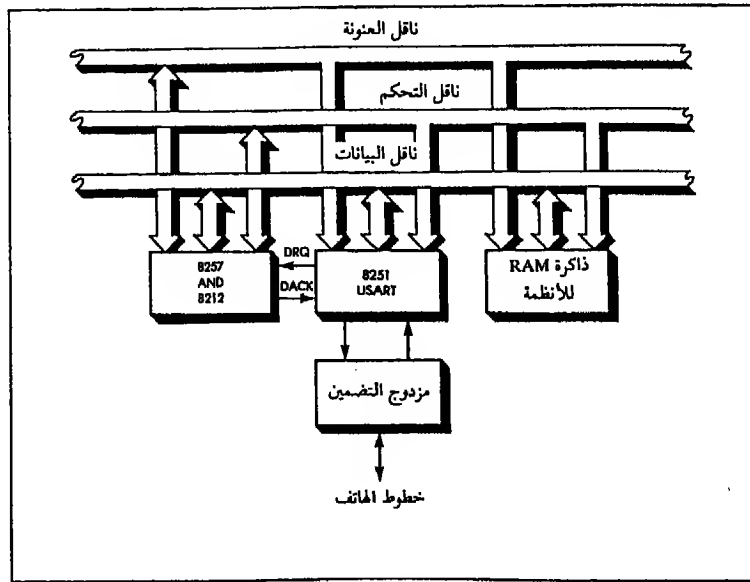 ناقل العنونة
ناقل التحكم
ناقل البيانات
8257
AND
8212
DRQ
DACK
8251
USART
ذاكرة RAM
للأنظمة
مزدوج التضمين
خطوط الهاتف